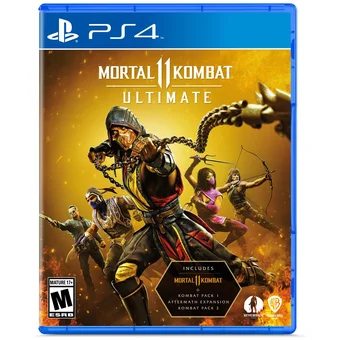 PS4
MORTAL 11 KOMBAT
ULTIMATE
INCLUDES
MORTAL 11 KOMBAT
+
KOMBAT PACK 1
AFTERMATH EXPANSION
KOMBAT PACK 2
MATURE 17+
M
ESRB